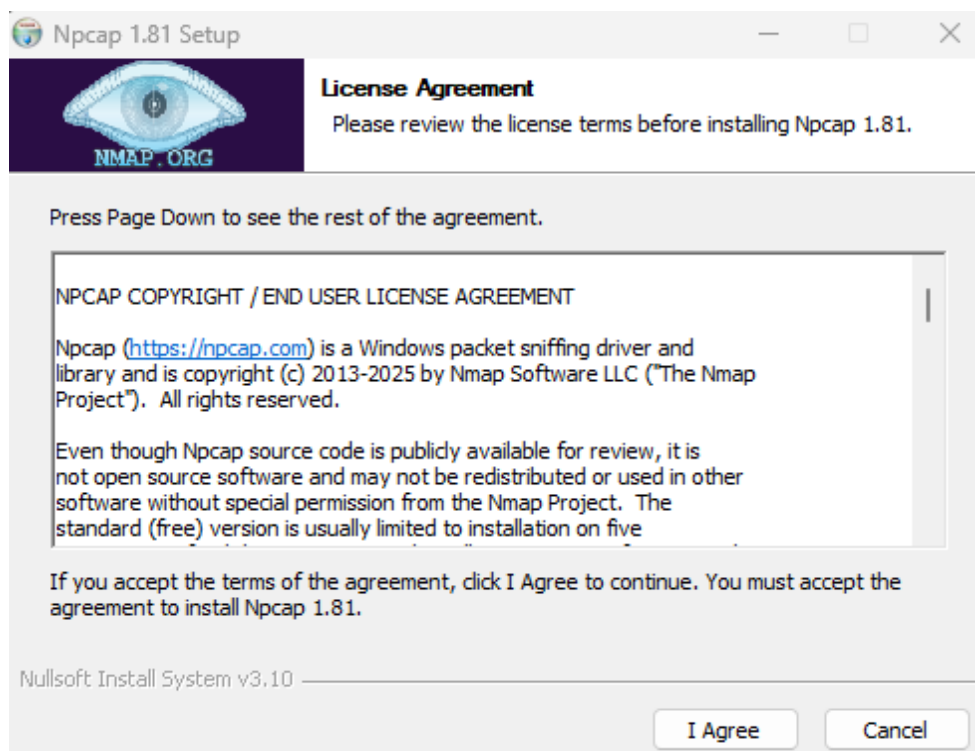 Npcap 1.81 Setup
NMAP.ORG
License Agreement
Please review the license terms before installing Npcap 1.81.
Press Page Down to see the rest of the agreement.
NPCAP COPYRIGHT / END USER LICENSE AGREEMENT
Npcap (https://npcap.com) is a Windows packet sniffing driver and
library and is copyright (c) 2013-2025 by Nmap Software LLC ("The Nmap
Project").  All rights reserved.
Even though Npcap source code is publicly available for review, it is
not open source software and may not be redistributed or used in other
software without special permission from the Nmap Project.  The
standard (free) version is usually limited to installation on five
If you accept the terms of the agreement, click I Agree to continue. You must accept the
agreement to install Npcap 1.81.
Nullsoft Install System v3.10
I Agree
Cancel